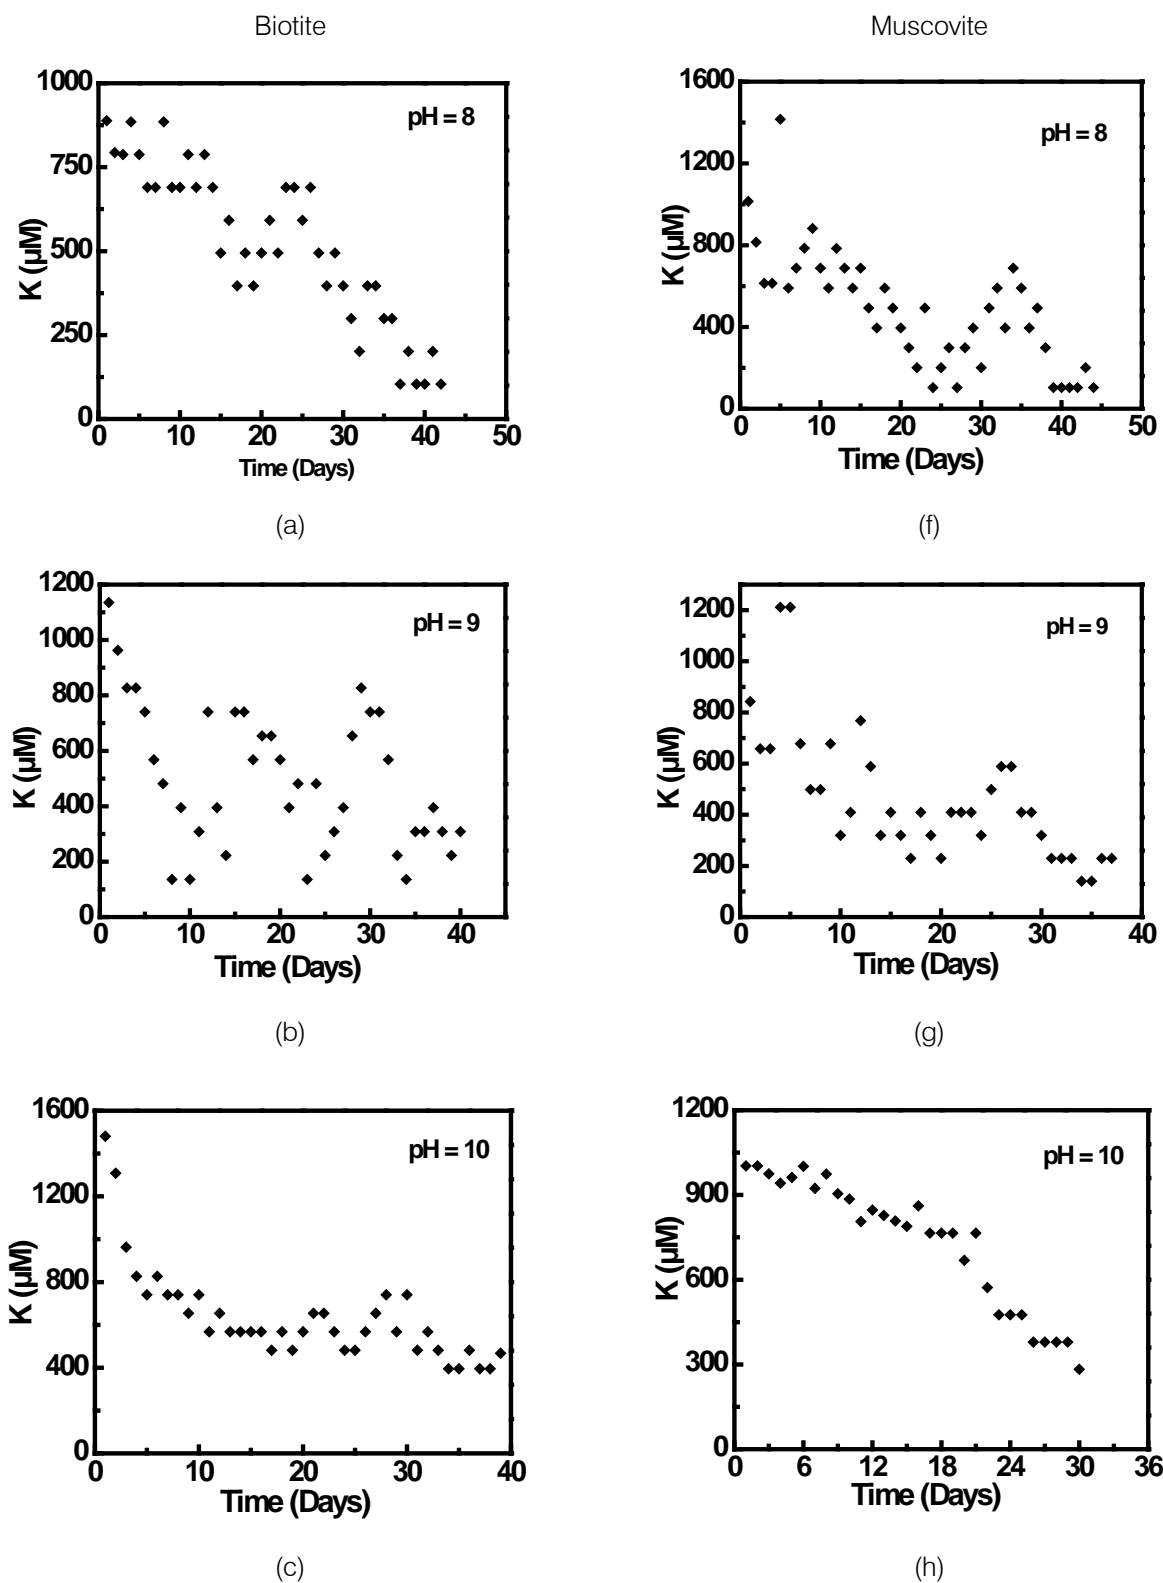 Biotite
Muscovite
1000
750
500
250
0
K (µM)
pH = 8
0 10 20 30 40 50
Time (Days)
(a)
1600
1200
800
400
0
K (µM)
pH = 8
0 10 20 30 40 50
Time (Days)
(f)
1200
1000
800
600
400
200
0
K (µM)
pH = 9
0 10 20 30 40
Time (Days)
(b)
1200
1000
800
600
400
200
0
K (µM)
pH = 9
0 10 20 30 40
Time (Days)
(g)
1600
1200
800
400
0
K (µM)
pH = 10
0 10 20 30 40
Time (Days)
(c)
1200
900
600
300
0
K (µM)
pH = 10
0 6 12 18 24 30 36
Time (Days)
(h)